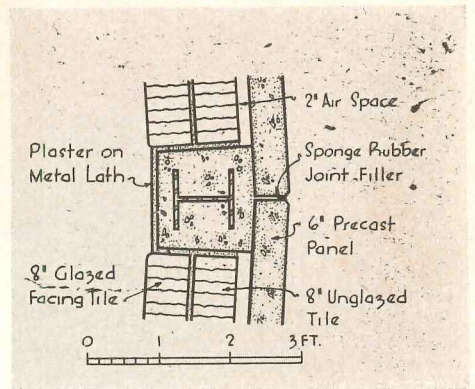 2" Air Space
Plaster on
Metal Lath
Sponge Rubber
Joint Filler
6" Precast
Panel
8" Glazed
Facing Tile
8" Unglazed
Tile
0 1 2 3 FT.